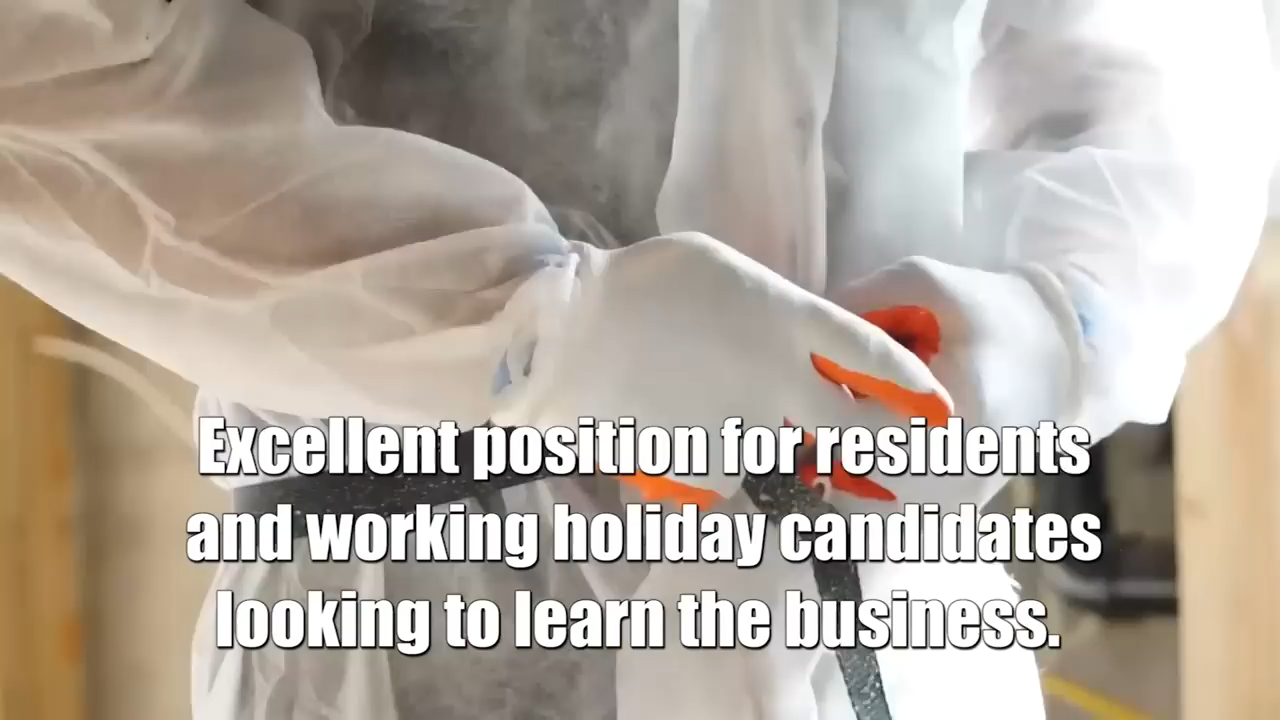 Excellent position for residents
and working holiday candidates
looking to learn the business.